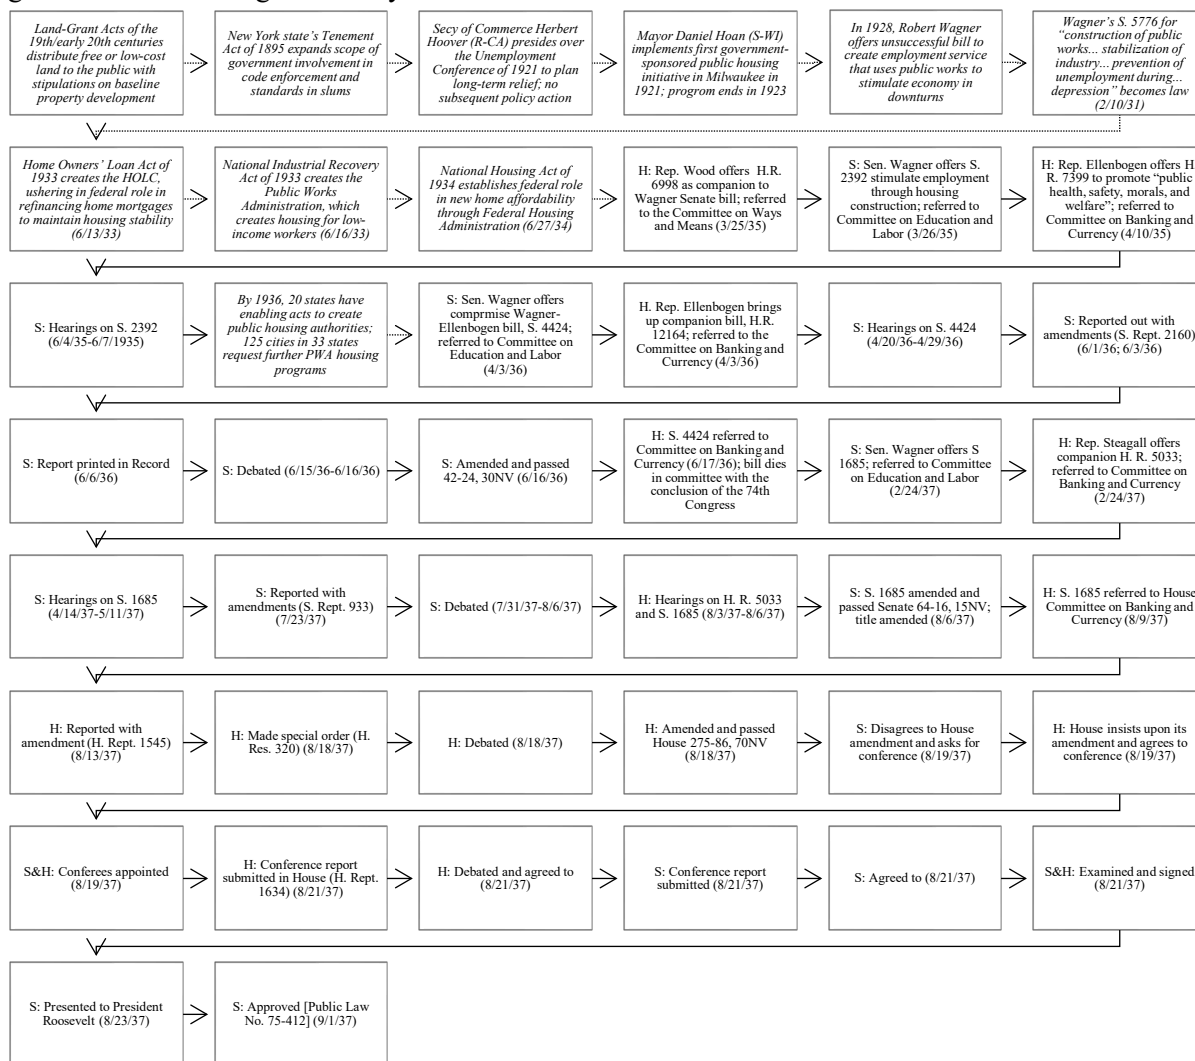 Land-Grant Acts of the
19th/early 20th centuries
distribute free or low-cost
land to the public with
stipulations on baseline
property development
New York state's Tenement
Act of 1895 expands scope of
government involvement in
code enforcement and
standards in slums
Secy of Commerce Herbert
Hoover (R-CA) presides over
the Unemployment
Conference of 1921 to plan
long-term relief; no
subsequent policy action
Mayor Daniel Hoan (S-WI)
implements first government-
sponsored public housing
initiative in Milwaukee in
1921; program ends in 1923
In 1928, Robert Wagner
offers unsuccessful bill to
create employment service
that uses public works to
stimulate economy in
downturns
Wagner's S. 5776 for
"construction of public
works... stabilization of
industry... prevention of
unemployment during...
depression" becomes law
(2/10/31)
Home Owners' Loan Act of
1933 creates the HOLC,
ushering in federal role in
refinancing home mortgages
to maintain housing stability
(6/13/33)
National Industrial Recovery
Act of 1933 creates the
Public Works
Administration, which
creates housing for low-
income workers (6/16/33)
National Housing Act of
1934 establishes federal role
in new home affordability
through Federal Housing
Administration (6/27/34)
H: Rep. Wood offers H.R.
6998 as companion to
Wagner Senate bill; referred
to the Committee on Ways
and Means (3/25/35)
S: Sen. Wagner offers S.
2392 stimulate employment
through housing
construction; referred to
Committee on Education and
Labor (3/26/35)
H: Rep. Ellenbogen offers H.
R. 7399 to promote "public
health, safety, morals, and
welfare"; referred to
Committee on Banking and
Currency (4/10/35)
S: Hearings on S. 2392
(6/4/35-6/7/1935)
By 1936, 20 states have
enabling acts to create
public housing authorities;
125 cities in 33 states
request further PWA housing
programs
S: Sen. Wagner offers
comprmise Wagner-
Ellenbogen bill, S. 4424;
referred to Committee on
Education and Labor
(4/3/36)
H. Rep. Ellenbogen brings
up companion bill, H.R.
12164; referred to the
Committee on Banking and
Currency (4/3/36)
S: Hearings on S. 4424
(4/20/36-4/29/36)
S: Reported out with
amendments (S. Rept. 2160)
(6/1/36; 6/3/36)
S: Report printed in Record
(6/6/36)
S: Debated (6/15/36-6/16/36)
S: Amended and passed
42-24, 30NV (6/16/36)
H: S. 4424 referred to
Committee on Banking and
Currency (6/17/36); bill dies
in committee with the
conclusion of the 74th
Congress
S: Sen. Wagner offers S
1685; referred to Committee
on Education and Labor
(2/24/37)
H: Rep. Steagall offers
companion H. R. 5033;
referred to Committee on
Banking and Currency
(2/24/37)
S: Hearings on S. 1685
(4/14/37-5/11/37)
S: Reported with
amendments (S. Rept. 933)
(7/23/37)
S: Debated (7/31/37-8/6/37)
H: Hearings on H. R. 5033
and S. 1685 (8/3/37-8/6/37)
S: S. 1685 amended and
passed Senate 64-16, 15NV;
title amended (8/6/37)
H: S. 1685 referred to House
Committee on Banking and
Currency (8/9/37)
H: Reported with
amendment (H. Rept. 1545)
(8/13/37)
H: Made special order (H.
Res. 320) (8/18/37)
H: Debated (8/18/37)
H: Amended and passed
House 275-86, 70NV
(8/18/37)
S: Disagrees to House
amendment and asks for
conference (8/19/37)
H: House insists upon its
amendment and agrees to
conference (8/19/37)
S&H: Conferees appointed
(8/19/37)
H: Conference report
submitted in House (H. Rept.
1634) (8/21/37)
H: Debated and agreed to
(8/21/37)
S: Conference report
submitted (8/21/37)
S: Agreed to (8/21/37)
S&H: Examined and signed
(8/21/37)
S: Presented to President
Roosevelt (8/23/37)
S: Approved [Public Law
No. 75-412] (9/1/37)